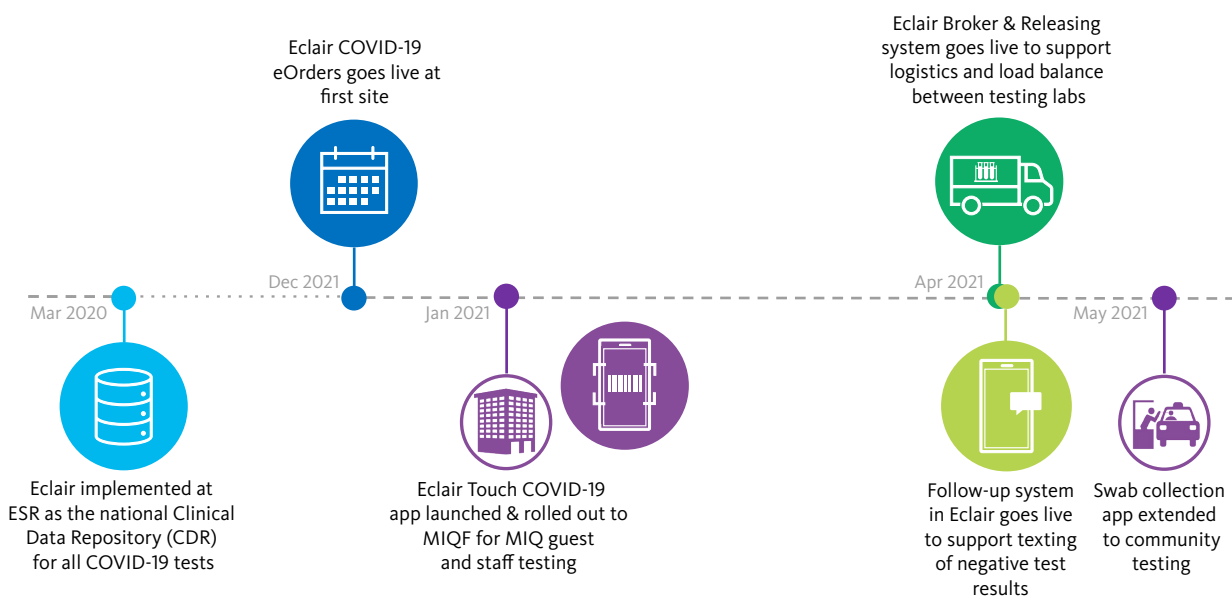 Eclair COVID-19
eOrders goes live at
first site
Eclair Broker & Releasing
system goes live to support
logistics and load balance
between testing labs
Mar 2020
Dec 2021
Jan 2021
Apr 2021
May 2021
Eclair implemented at
ESR as the national Clinical
Data Repository (CDR)
for all COVID-19 tests
Eclair Touch COVID-19
app launched & rolled out to
MIQF for MIQ guest
and staff testing
Follow-up system
in Eclair goes live
to support texting
of negative test
results
Swab collection
app extended
to community
testing